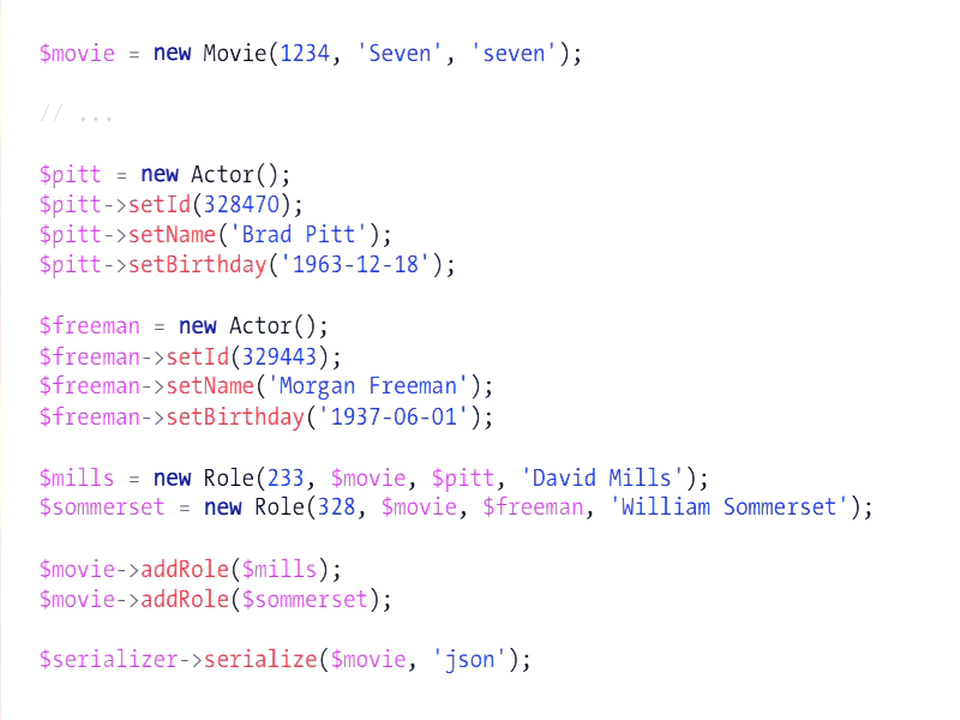 $movie = new Movie(1234, 'Seven', 'seven');
// ...
$pitt = new Actor();
$pitt->setId(328470);
$pitt->setName('Brad Pitt');
$pitt->setBirthday('1963-12-18');
$freeman = new Actor();
$freeman->setId(329443);
$freeman->setName('Morgan Freeman');
$freeman->setBirthday('1937-06-01');
$mills = new Role(233, $movie, $pitt, 'David Mills');
$sommerset = new Role(328, $movie, $freeman, 'William Sommerset');
$movie->addRole($mills);
$movie->addRole($sommerset);
$serializer->serialize($movie, 'json');